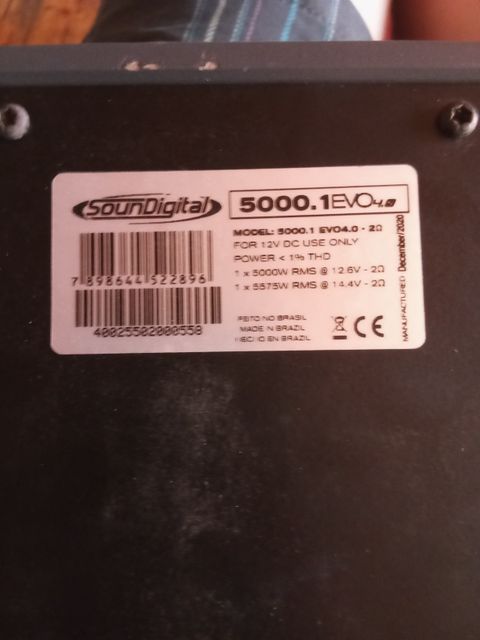 SounDigital
5000.1 EVO4.0
7 898644 522896
40025502000558
MODEL: 5000.1 EVO4.0 - 2Ω
FOR 12V DC USE ONLY
POWER < 1% THD
1 x 5000W RMS @ 12.6V - 2Ω
1 x 5575W RMS @ 14.4V - 2Ω
FEITO NO BRASIL
MADE IN BRAZIL
HECHO EN BRAZIL
CE
MANUFACTURED December/2020